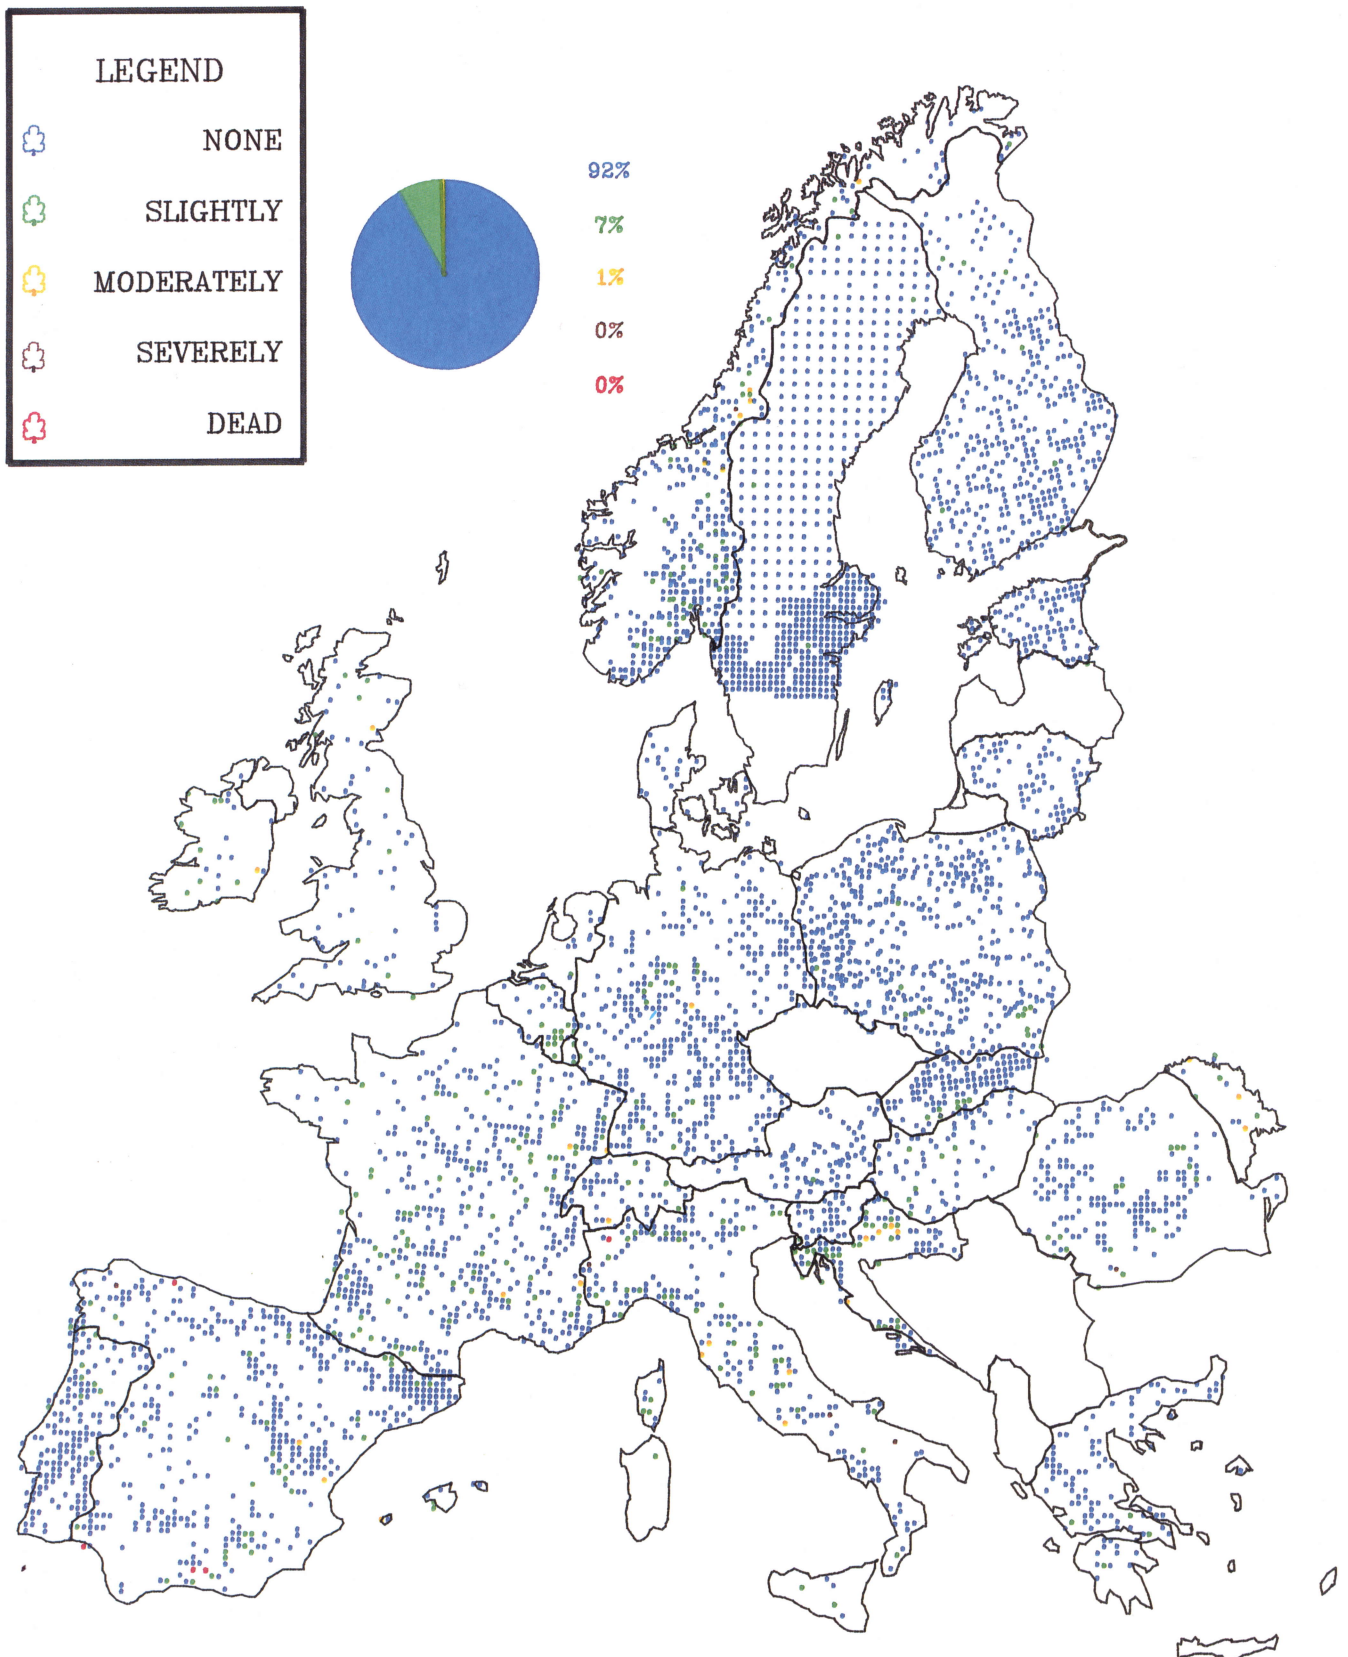 LEGEND
NONE
SLIGHTLY
MODERATELY
SEVERELY
DEAD
92%
7%
1%
0%
0%